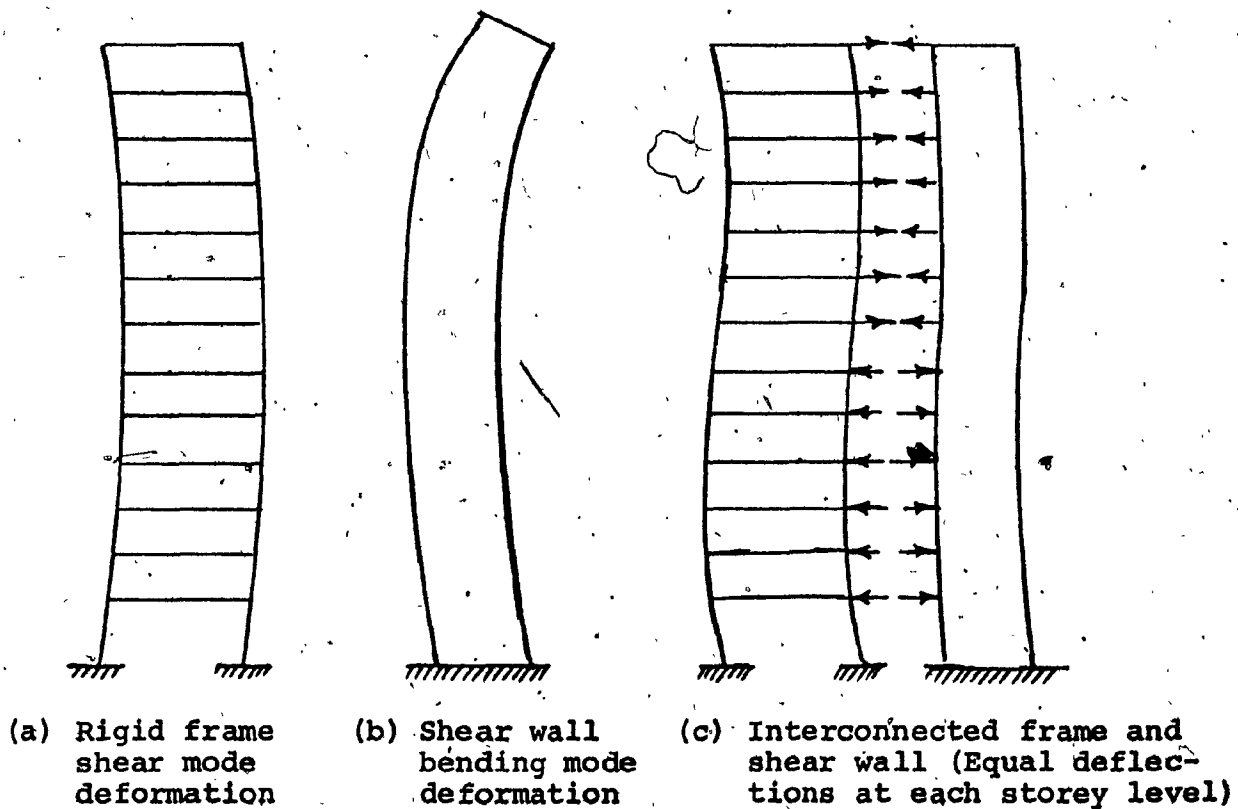 (a) Rigid frame
shear mode
deformation
(b) Shear wall
bending mode
deformation
(c) Interconnected frame and
shear wall (Equal deflec-
tions at each storey level)